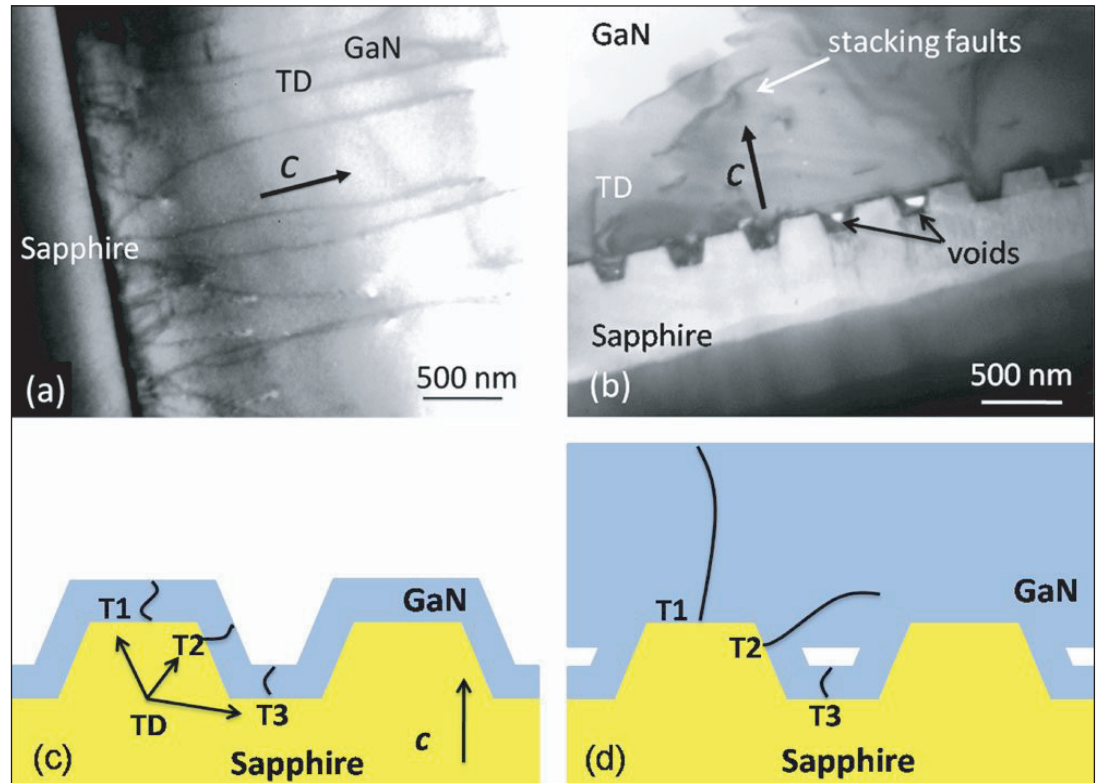 GaN
TD
c
Sapphire
(a)
500 nm
GaN
stacking faults
c
TD
voids
Sapphire
(b)
500 nm
T1
GaN
T2
T3
TD
c
(c)
Sapphire
T1
GaN
T2
T3
(d)
Sapphire